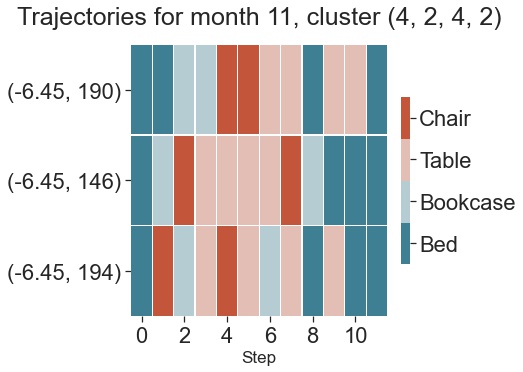 Trajectories for month 11, cluster (4, 2, 4, 2)
(-6.45, 190)
(-6.45, 146)
(-6.45, 194)
0 2 4 6 8 10
Step
Chair
Table
Bookcase
Bed